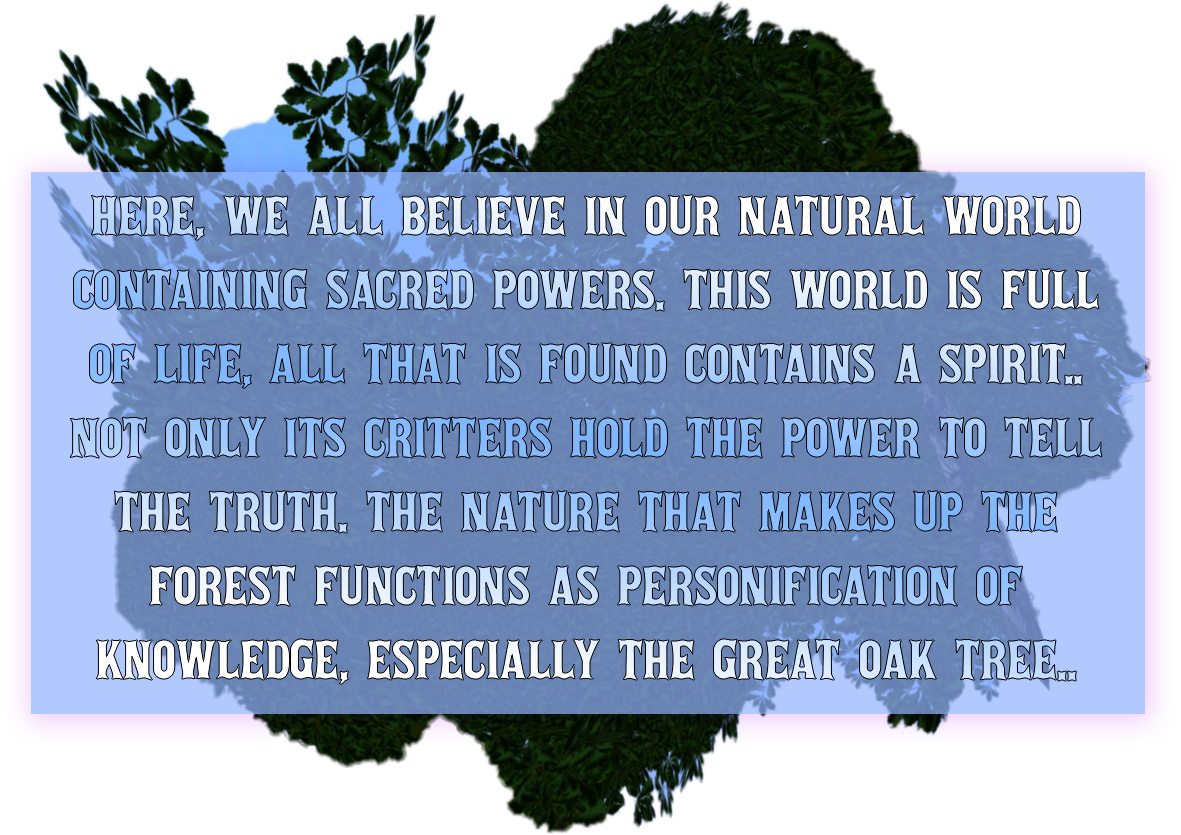 HERE, WE ALL BELIEVE IN OUR NATURAL WORLD
CONTAINING SACRED POWERS. THIS WORLD IS FULL
OF LIFE, ALL THAT IS FOUND CONTAINS A SPIRIT..
NOT ONLY ITS CRITTERS HOLD THE POWER TO TELL
THE TRUTH. THE NATURE THAT MAKES UP THE
FOREST FUNCTIONS AS PERSONIFICATION OF
KNOWLEDGE, ESPECIALLY THE GREAT OAK TREE..